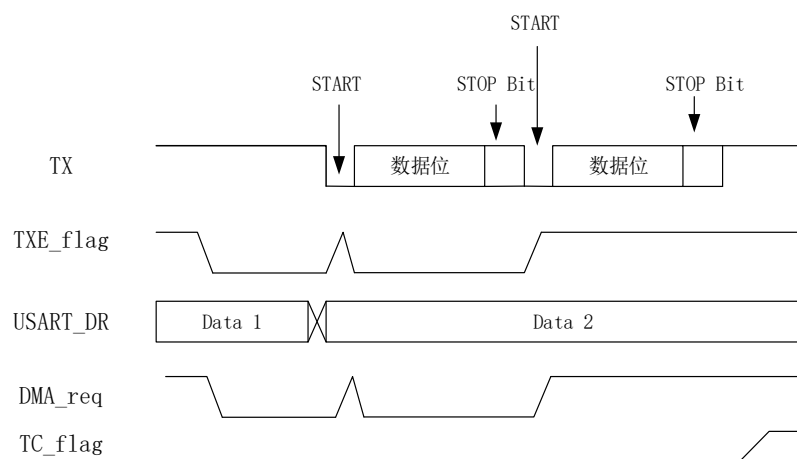 START
START
STOP Bit
STOP Bit
TX
数据位
数据位
TXE_flag
USART_DR
Data 1
Data 2
DMA_req
TC_flag